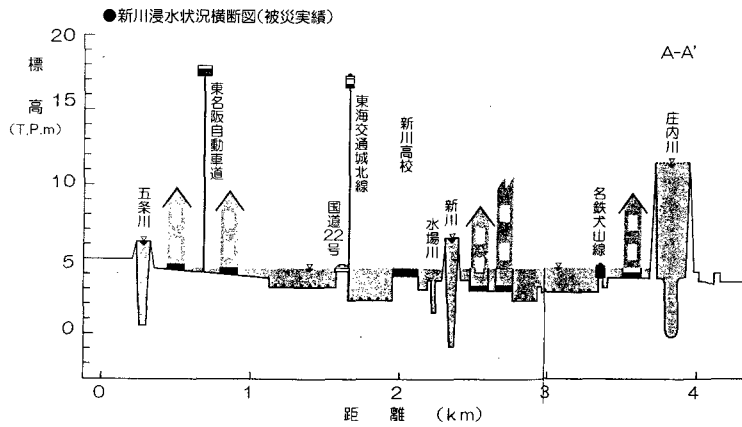 ●新川浸水状況横断図(被災実績)
A-A'
標高
(T.P.m)
20
15
10
5
0
五条川
東名阪自動車道
国道22号
東海交通城北線
新川高校
水場川
新川
名鉄犬山線
庄内川
0
1
2
3
4
距離 (km)